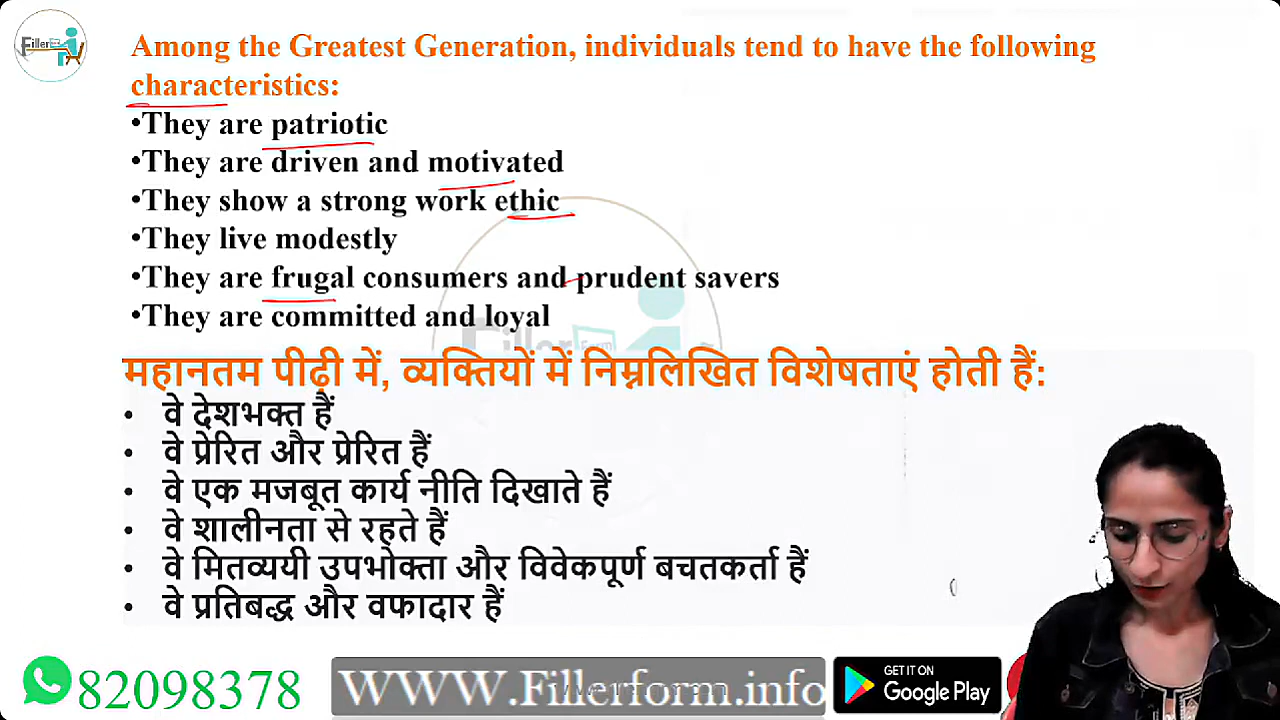 Filler
Among the Greatest Generation, individuals tend to have the following
characteristics:
•They are patriotic
•They are driven and motivated
•They show a strong work ethic
•They live modestly
•They are frugal consumers and prudent savers
•They are committed and loyal
महानतम पीढ़ी में, व्यक्तियों में निम्नलिखित विशेषताएं होती हैं:
• वे देशभक्त हैं
• वे प्रेरित और प्रेरित हैं
• वे एक मजबूत कार्य नीति दिखाते हैं
• वे शालीनता से रहते हैं
• वे मितव्ययी उपभोक्ता और विवेकपूर्ण बचतकर्ता हैं
• वे प्रतिबद्ध और वफादार हैं
82098378
WWW.Fillerform.info
GET IT ON
Google Play